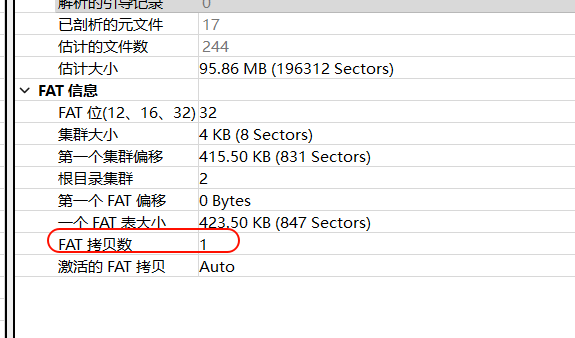 解析的引导记录 0
已剖析的元文件 17
估计的文件数 244
估计大小 95.86 MB (196312 Sectors)
FAT 信息
FAT 位(12、16、32) 32
集群大小 4 KB (8 Sectors)
第一个集群偏移 415.50 KB (831 Sectors)
根目录集群 2
第一个 FAT 偏移 0 Bytes
一个 FAT 表大小 423.50 KB (847 Sectors)
FAT 拷贝数 1
激活的 FAT 拷贝 Auto